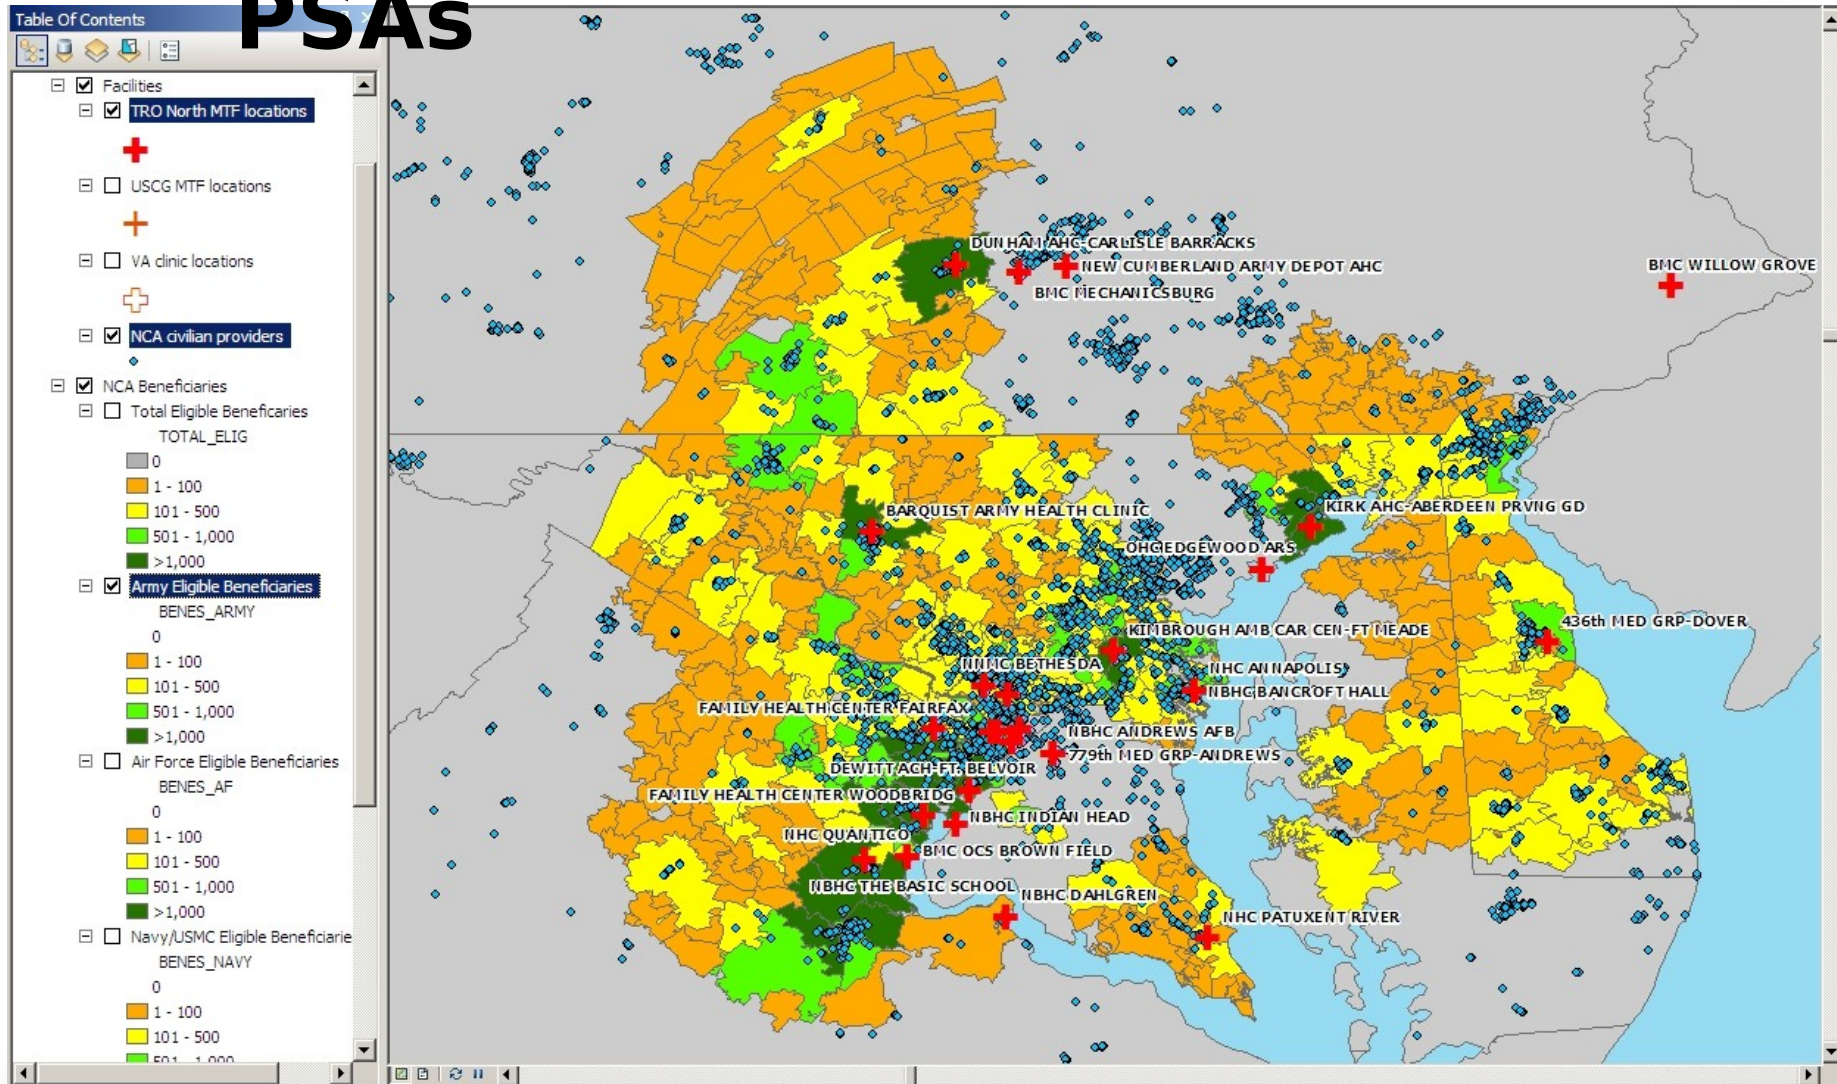 PSAs
Table Of Contents
Facilities
TRO North MTF locations
USCG MTF locations
VA clinic locations
NCA civilian providers
NCA Beneficiaries
Total Eligible Beneficaries
TOTAL_ELIG
0
1 - 100
101 - 500
501 - 1,000
>1,000
Army Eligible Beneficiaries
BENES_ARMY
0
1 - 100
101 - 500
501 - 1,000
>1,000
Air Force Eligible Beneficiaries
BENES_AF
0
1 - 100
101 - 500
501 - 1,000
>1,000
Navy/USMC Eligible Beneficiarie
BENES_NAVY
0
1 - 100
101 - 500
501 - 1,000
DUNHAM AHC-CARLISLE BARRACKS
NEW CUMBERLAND ARMY DEPOT AHC
BMC MECHANICSBURG
BMC WILLOW GROVE
BARQUIST ARMY HEALTH CLINIC
KIRK AHC-ABERDEEN PRVNG GD
OHC EDGEWOOD ARS
436th MED GRP-DOVER
KIMBROUGH AMB CAR CEN-FT MEADE
NNMC BETHESDA
NHC ANNAPOLIS
NBHC BANCROFT HALL
FAMILY HEALTH CENTER FAIRFAX
NBHC ANDREWS AFB
779th MED GRP-ANDREWS
DEWITT ACH-FT. BELVOIR
FAMILY HEALTH CENTER WOODBRIDG
NBHC INDIAN HEAD
NHC QUANTICO
BMC OCS BROWN FIELD
NBHC THE BASIC SCHOOL
NBHC DAHLGREN
NHC PATUXENT RIVER